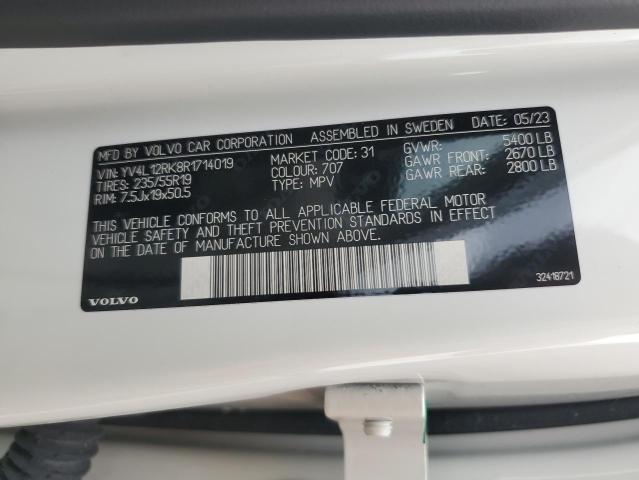 MFD BY VOLVO CAR CORPORATION ASSEMBLED IN SWEDEN DATE: 05/23
VIN: YV4L12RK8R1714019 MARKET CODE: 31 GVWR: 5400 LB
TIRES: 235/55R19 COLOUR: 707 GAWR FRONT: 2670 LB
RIM: 7.5Jx19x50.5 TYPE: MPV GAWR REAR: 2800 LB
THIS VEHICLE CONFORMS TO ALL APPLICABLE FEDERAL MOTOR
VEHICLE SAFETY AND THEFT PREVENTION STANDARDS IN EFFECT
ON THE DATE OF MANUFACTURE SHOWN ABOVE.
VOLVO 32418721